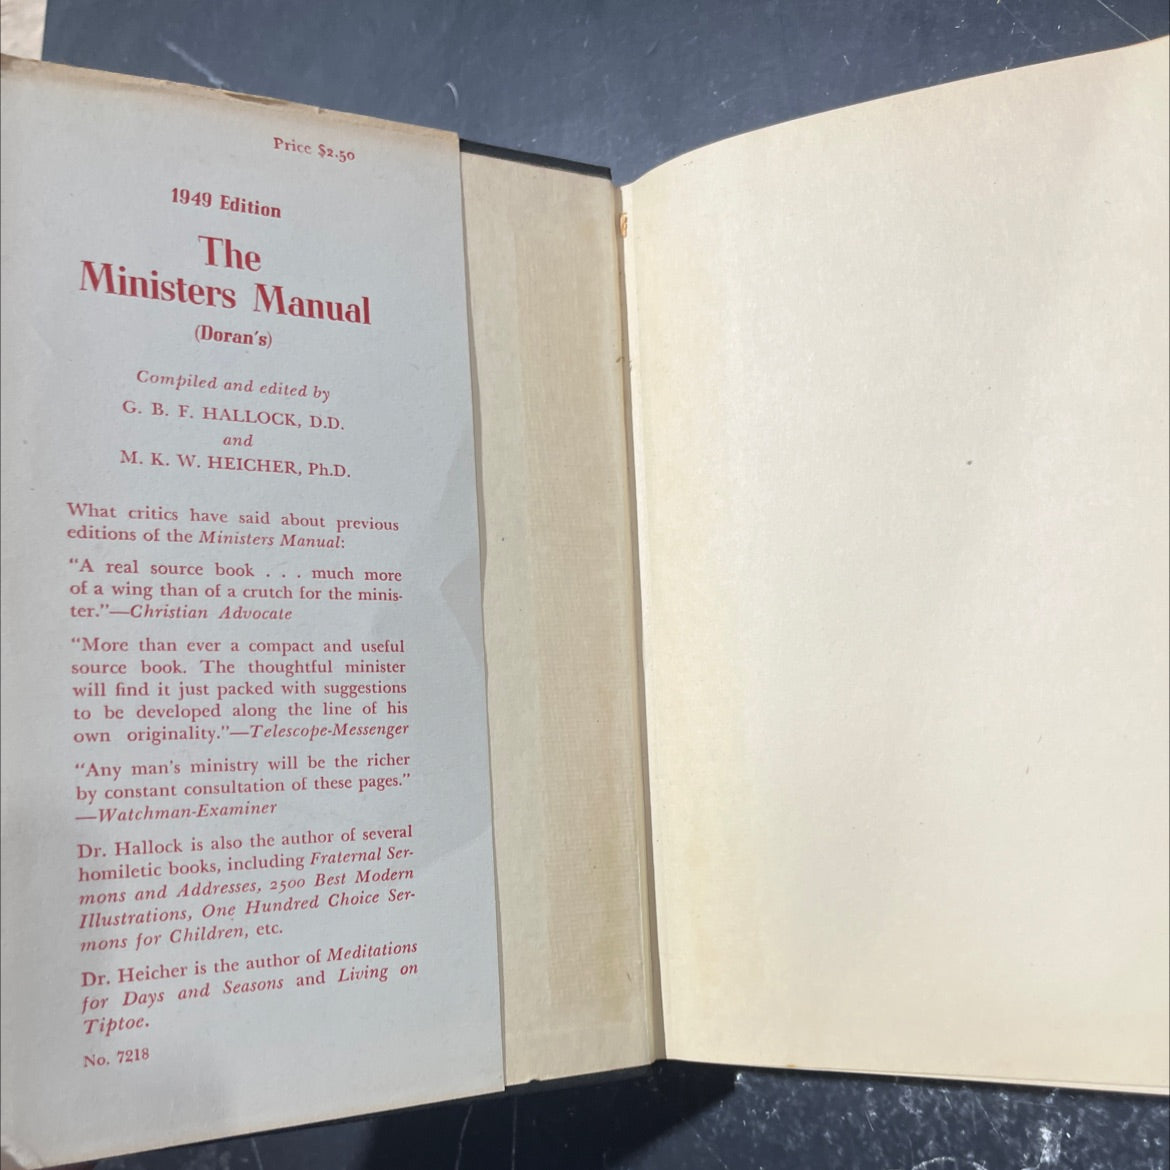 Price $2.50
1949 Edition
The
Ministers Manual
(Doran's)
Compiled and edited by
G. B. F. HALLOCK, D.D.
and
M. K. W. HEICHER, Ph.D.
What critics have said about previous
editions of the Ministers Manual:
"A real source book . . . much more
of a wing than of a crutch for the minis-
ter."—Christian Advocate
"More than ever a compact and useful
source book. The thoughtful minister
will find it just packed with suggestions
to be developed along the line of his
own originality."—Telescope-Messenger
"Any man's ministry will be the richer
by constant consultation of these pages."
—Watchman-Examiner
Dr. Hallock is also the author of several
homiletic books, including Fraternal Ser-
mons and Addresses, 2500 Best Modern
Illustrations, One Hundred Choice Ser-
mons for Children, etc.
Dr. Heicher is the author of Meditations
for Days and Seasons and Living on
Tiptoe.
No. 7218